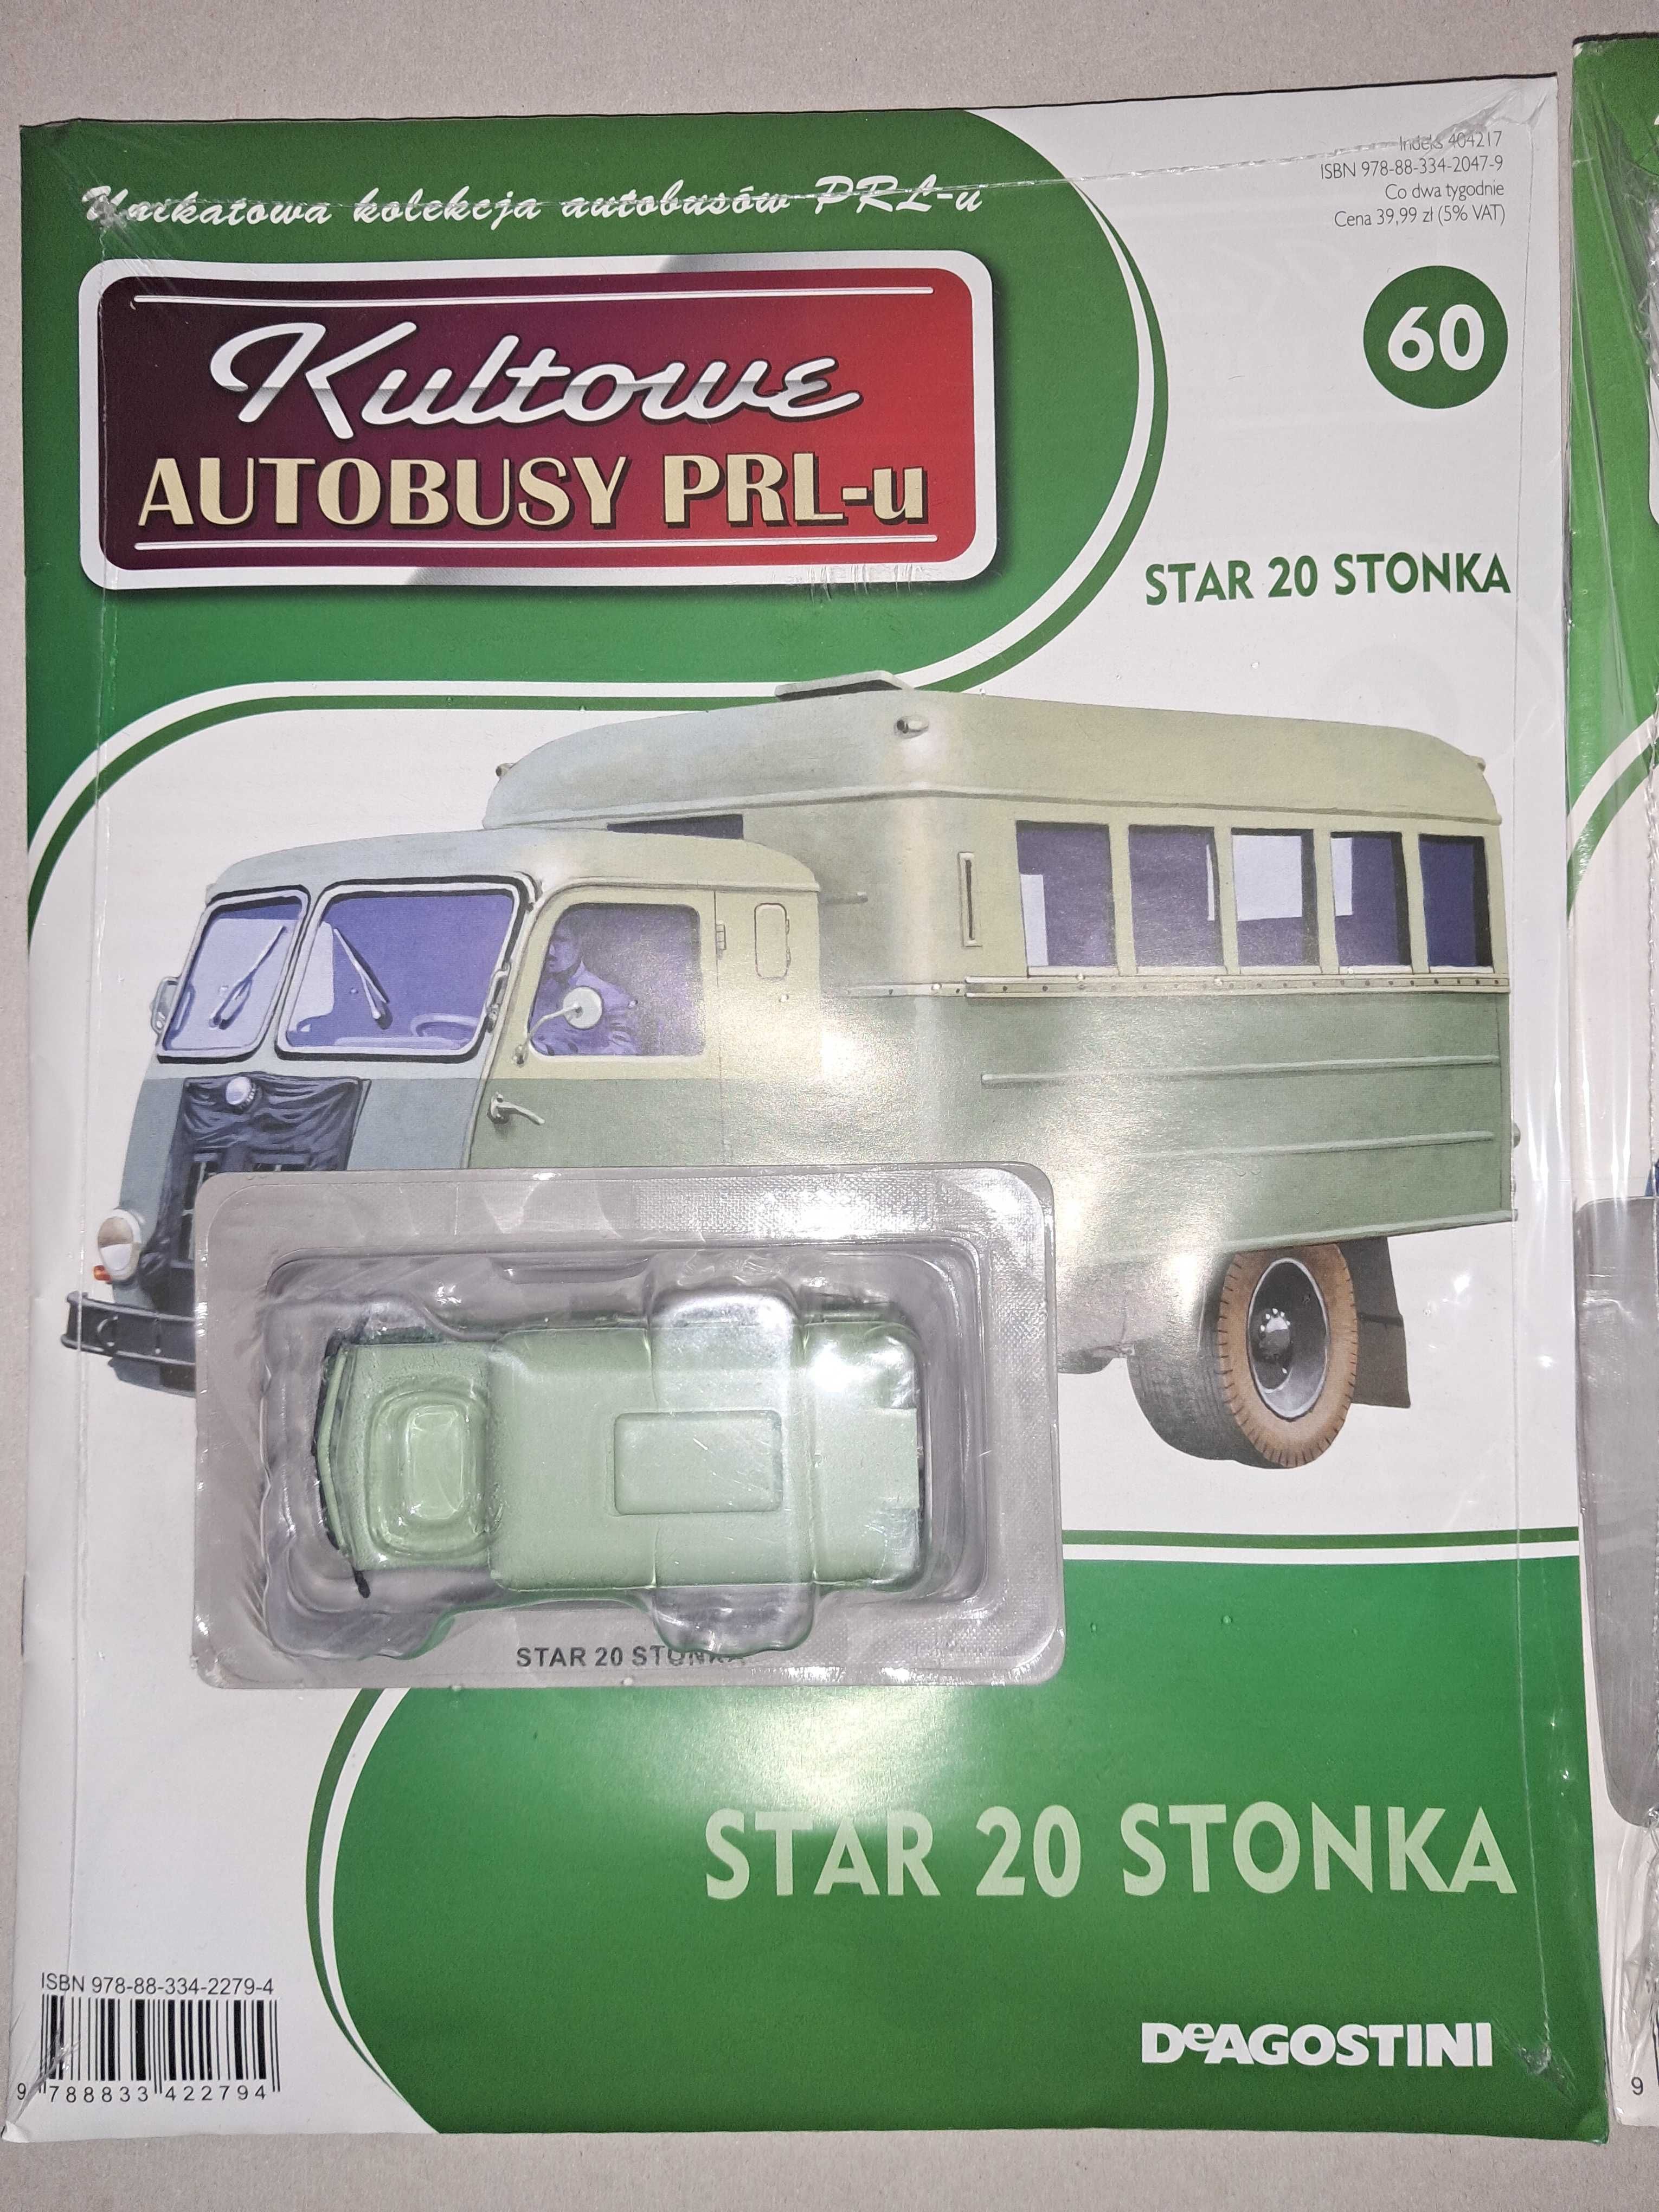 Indeks 404217
ISBN 978-88-334-2047-9
Co dwa tygodnie
Cena 39,99 zł (5% VAT)
Unikatowa kolekcja autobusów PRL-u
60
Kultowe
AUTOBUSY PRL-u
STAR 20 STONKA
STAR 20 STONKA
STAR 20 STONKA
ISBN 978-88-334-2279-4
9 788833 422794
DeAGOSTINI
9